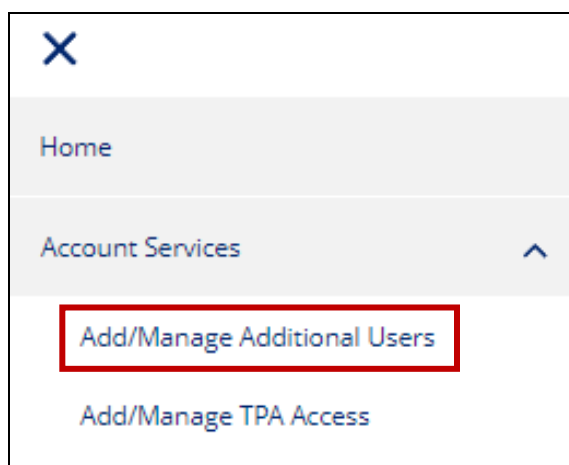 Home
Account Services
Add/Manage Additional Users
Add/Manage TPA Access